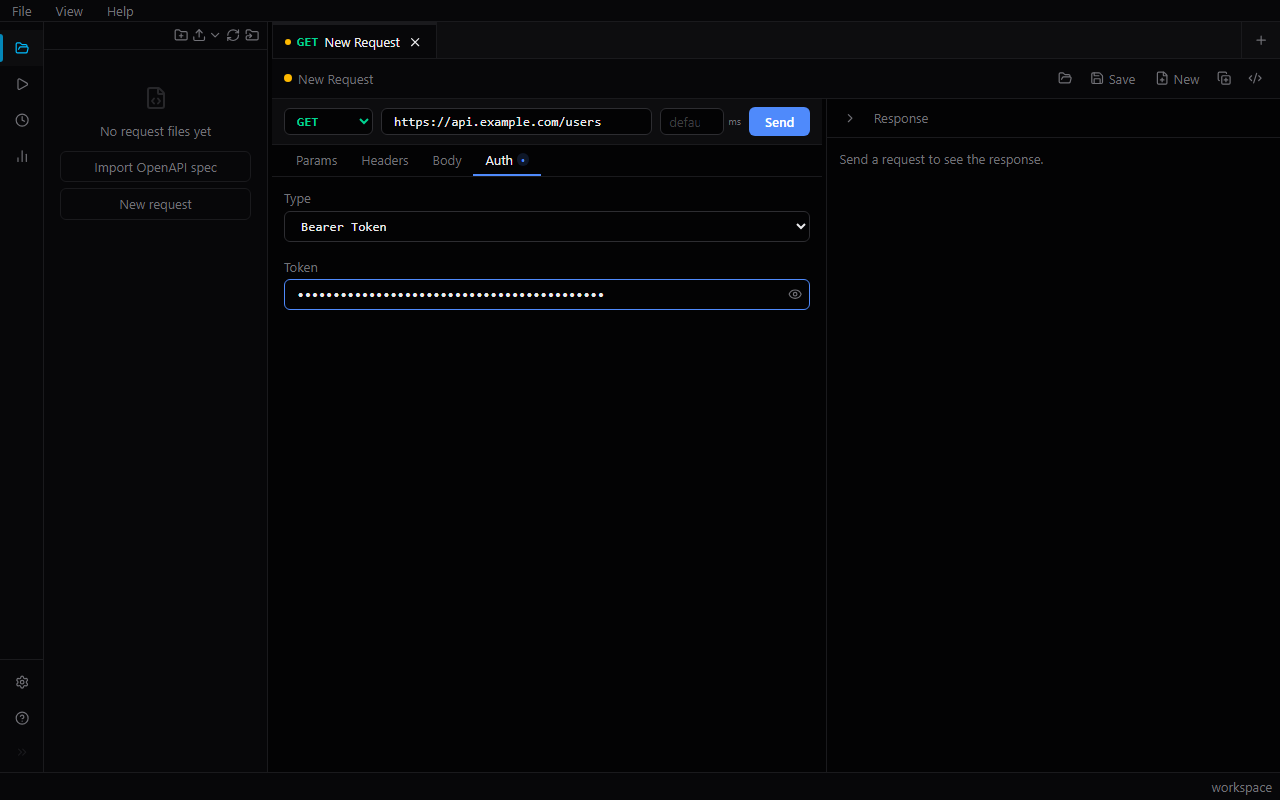 File View Help
GET New Request
New Request
Save New
No request files yet
Import OpenAPI spec
New request
GET https://api.example.com/users defau ms Send
Params Headers Body Auth
Type
Bearer Token
Token
••••••••••••••••••••••••••••••••••••••••••••
Response
Send a request to see the response.
workspace